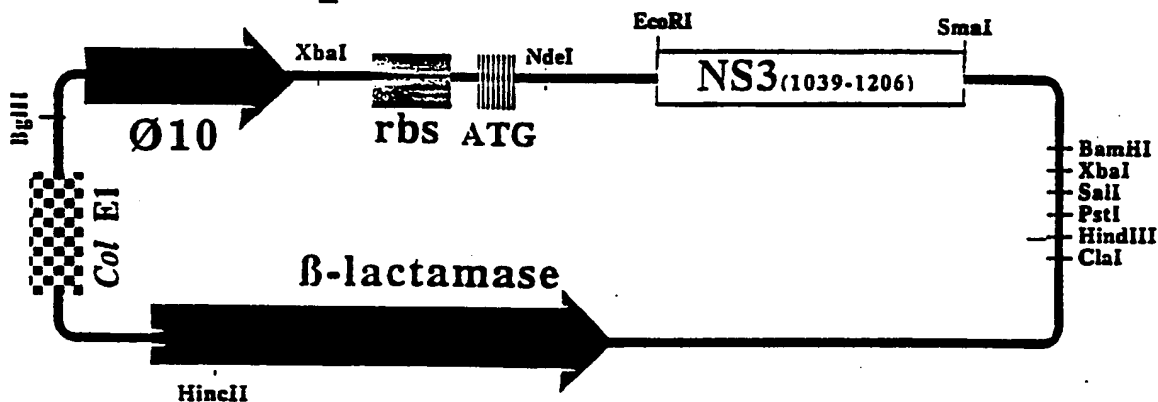 EcoRI
SmaI
XbaI
NdeI
NS3(1039-1206)
BglII
Ø10
rbs
ATG
BamHI
XbaI
SalI
PstI
HindIII
ClaI
Col E1
ß-lactamase
HincII